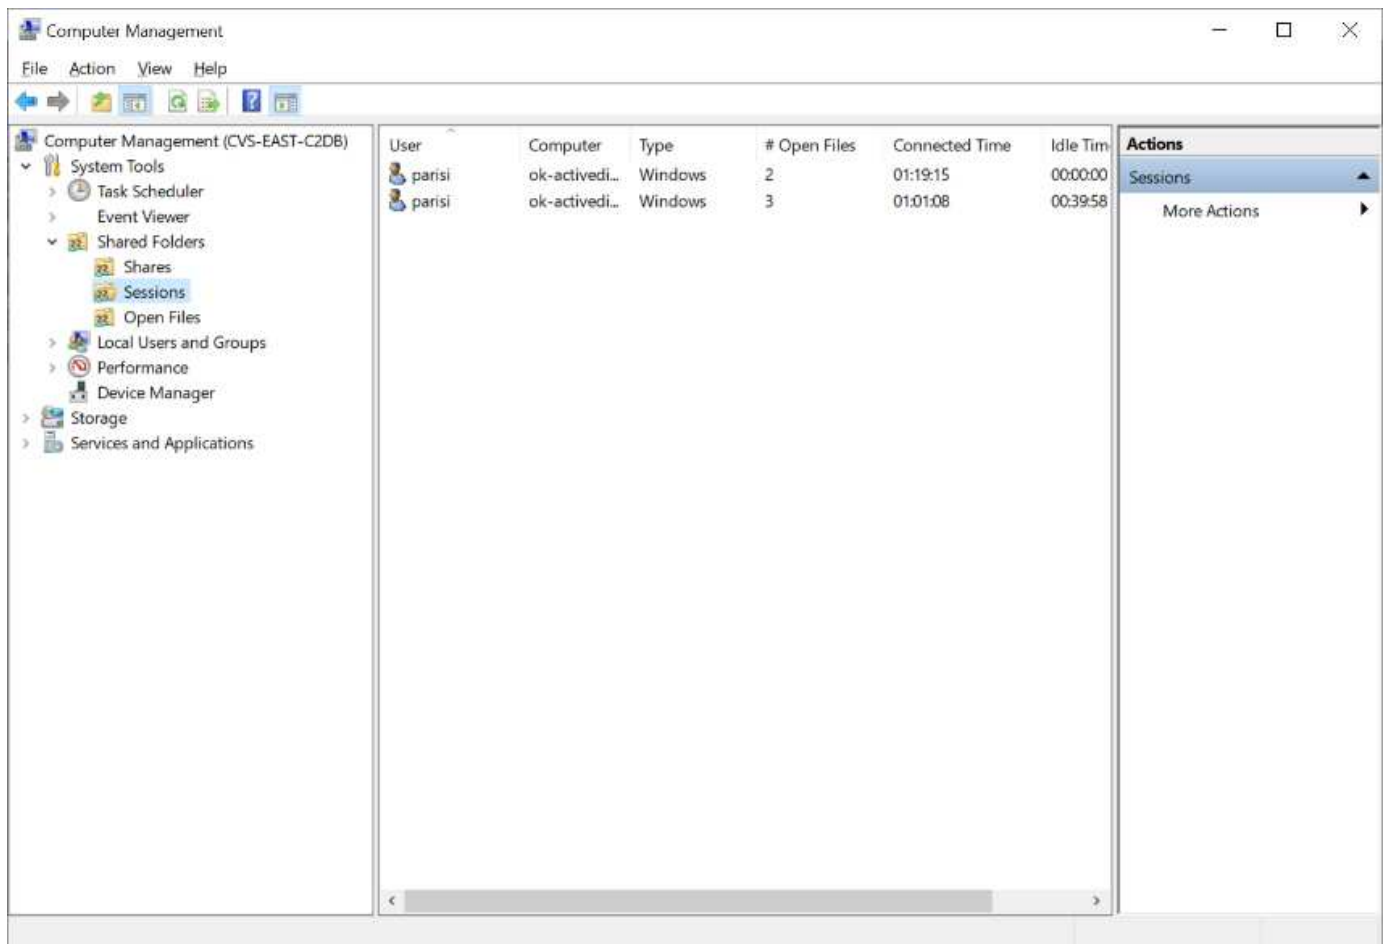 Computer Management
File Action View Help
Computer Management (CVS-EAST-C2DB)
System Tools
Task Scheduler
Event Viewer
Shared Folders
Shares
Sessions
Open Files
Local Users and Groups
Performance
Device Manager
Storage
Services and Applications
User Computer Type # Open Files Connected Time Idle Tim
parisi ok-activedi... Windows 2 01:19:15 00:00:00
parisi ok-activedi... Windows 3 01:01:08 00:39:58
Actions
Sessions
More Actions